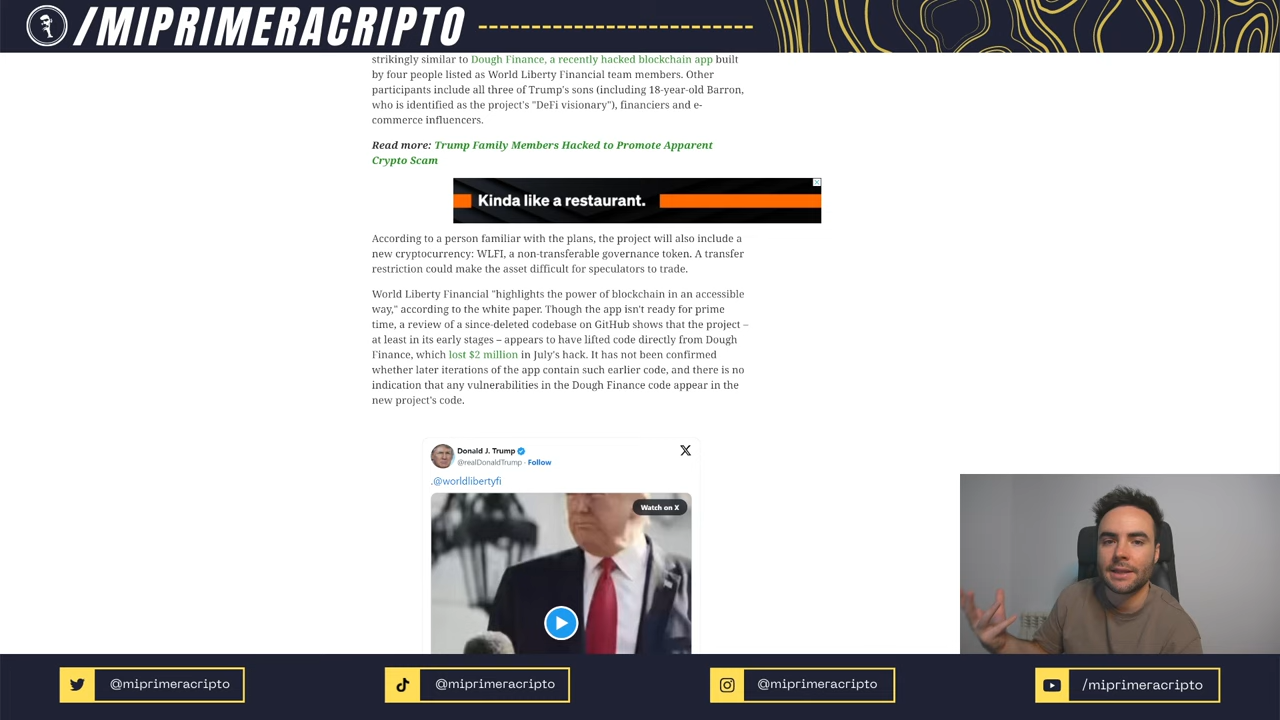 /MIPRIMERACRIPTO
strikingly similar to Dough Finance, a recently hacked blockchain app built
by four people listed as World Liberty Financial team members. Other
participants include all three of Trump's sons (including 18-year-old Barron,
who is identified as the project's "DeFi visionary"), financiers and e-
commerce influencers.
Read more: Trump Family Members Hacked to Promote Apparent
Crypto Scam
Kinda like a restaurant.
According to a person familiar with the plans, the project will also include a
new cryptocurrency: WLFI, a non-transferable governance token. A transfer
restriction could make the asset difficult for speculators to trade.
World Liberty Financial "highlights the power of blockchain in an accessible
way," according to the white paper. Though the app isn't ready for prime
time, a review of a since-deleted codebase on GitHub shows that the project –
at least in its early stages – appears to have lifted code directly from Dough
Finance, which lost $2 million in July's hack. It has not been confirmed
whether later iterations of the app contain such earlier code, and there is no
indication that any vulnerabilities in the Dough Finance code appear in the
new project's code.
Donald J. Trump
@realDonaldTrump · Follow
.@worldlibertyfi
Watch on X
@miprimeracripto
@miprimeracripto
@miprimeracripto
/miprimeracripto